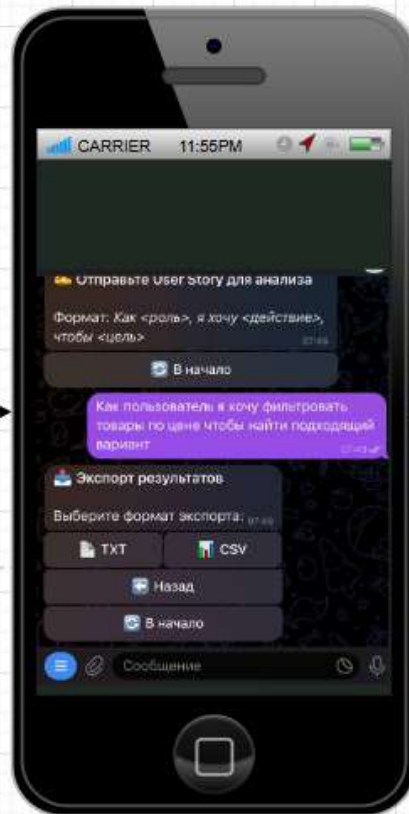 CARRIER 11:55PM
Отправьте User Story для анализа
Формат: Как <роль>, я хочу <действие>,
чтобы <цель>
В начало
Как пользователь я хочу фильтровать
товары по цене чтобы найти подходящий
вариант
Экспорт результатов
Выберите формат экспорта:
TXT CSV
Назад
В начало
Сообщение